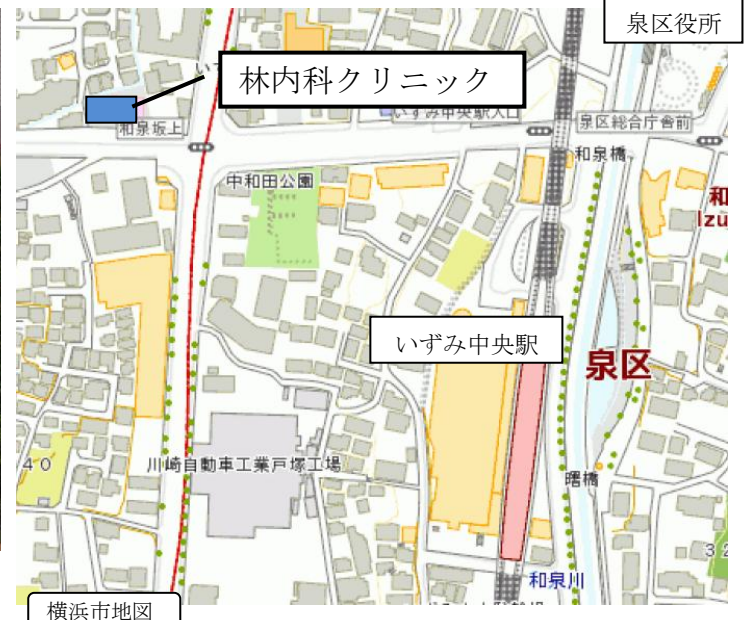 泉区役所
林内科クリニック
いずみ中央駅入口
泉区総合庁舎前
和泉坂上
和泉橋
中和田公園
和
Izu
いずみ中央駅
泉区
40
川崎自動車工業戸塚工場
曙橋
32
和泉川
横浜市地図